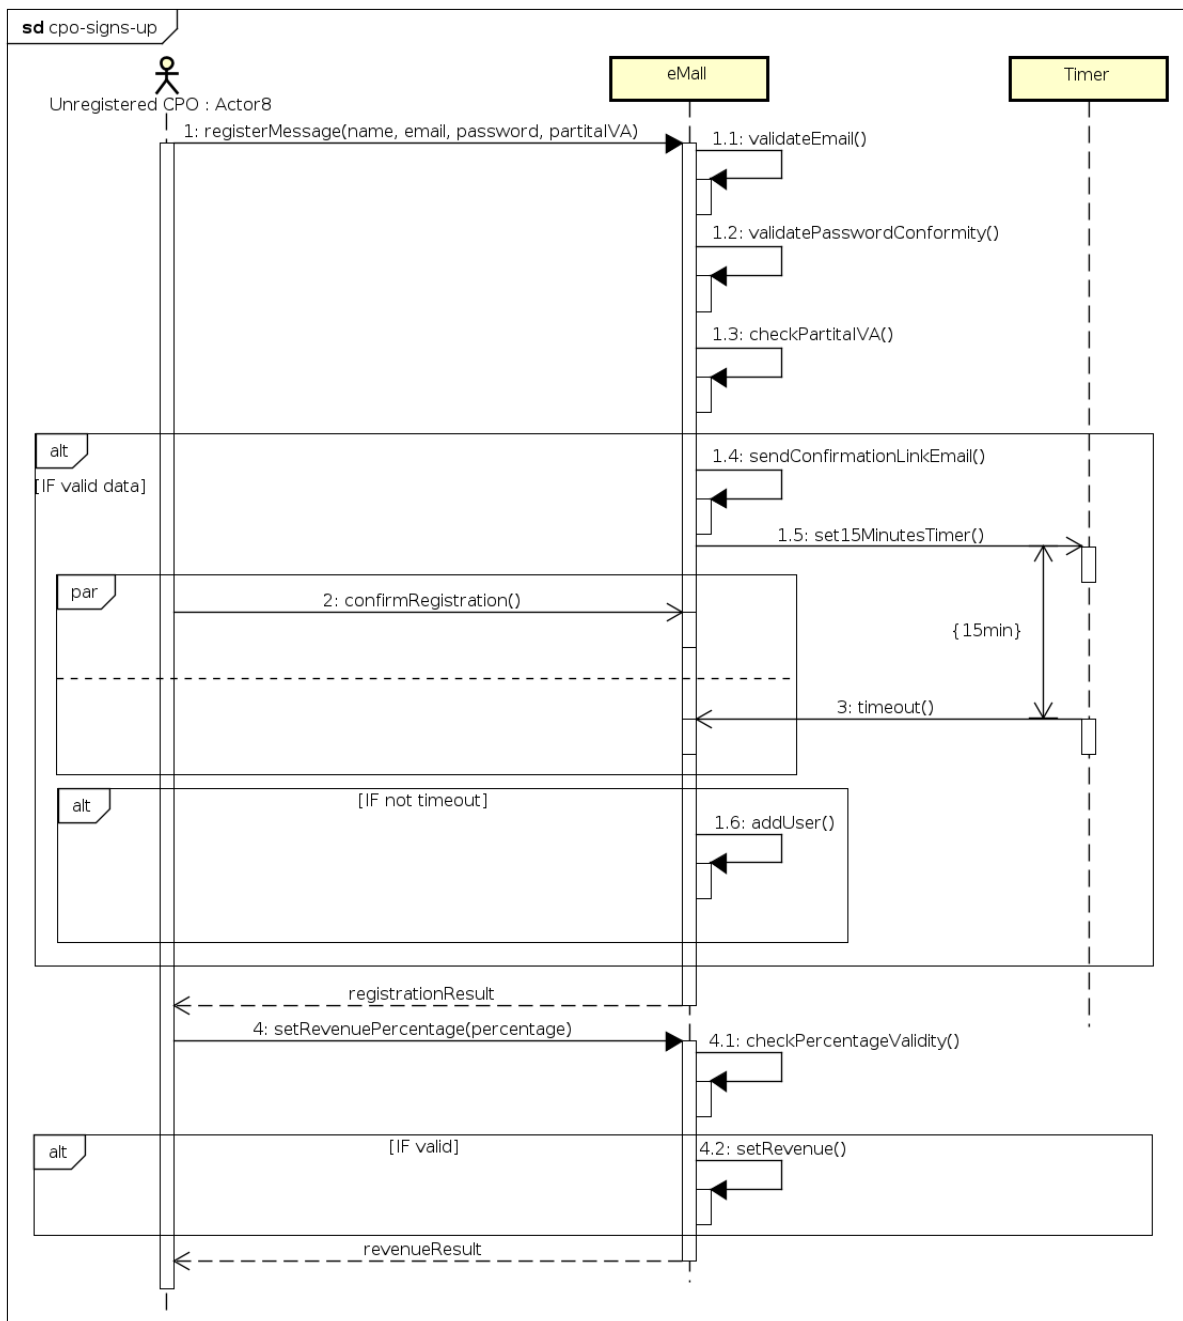 sd cpo-signs-up
Unregistered CPO : Actor8
eMall
Timer
1: registerMessage(name, email, password, partitaIVA)
1.1: validateEmail()
1.2: validatePasswordConformity()
1.3: checkPartitaIVA()
alt
[IF valid data]
1.4: sendConfirmationLinkEmail()
1.5: set15MinutesTimer()
par
2: confirmRegistration()
{15min}
3: timeout()
alt
[IF not timeout]
1.6: addUser()
registrationResult
4: setRevenuePercentage(percentage)
4.1: checkPercentageValidity()
alt
[IF valid]
4.2: setRevenue()
revenueResult